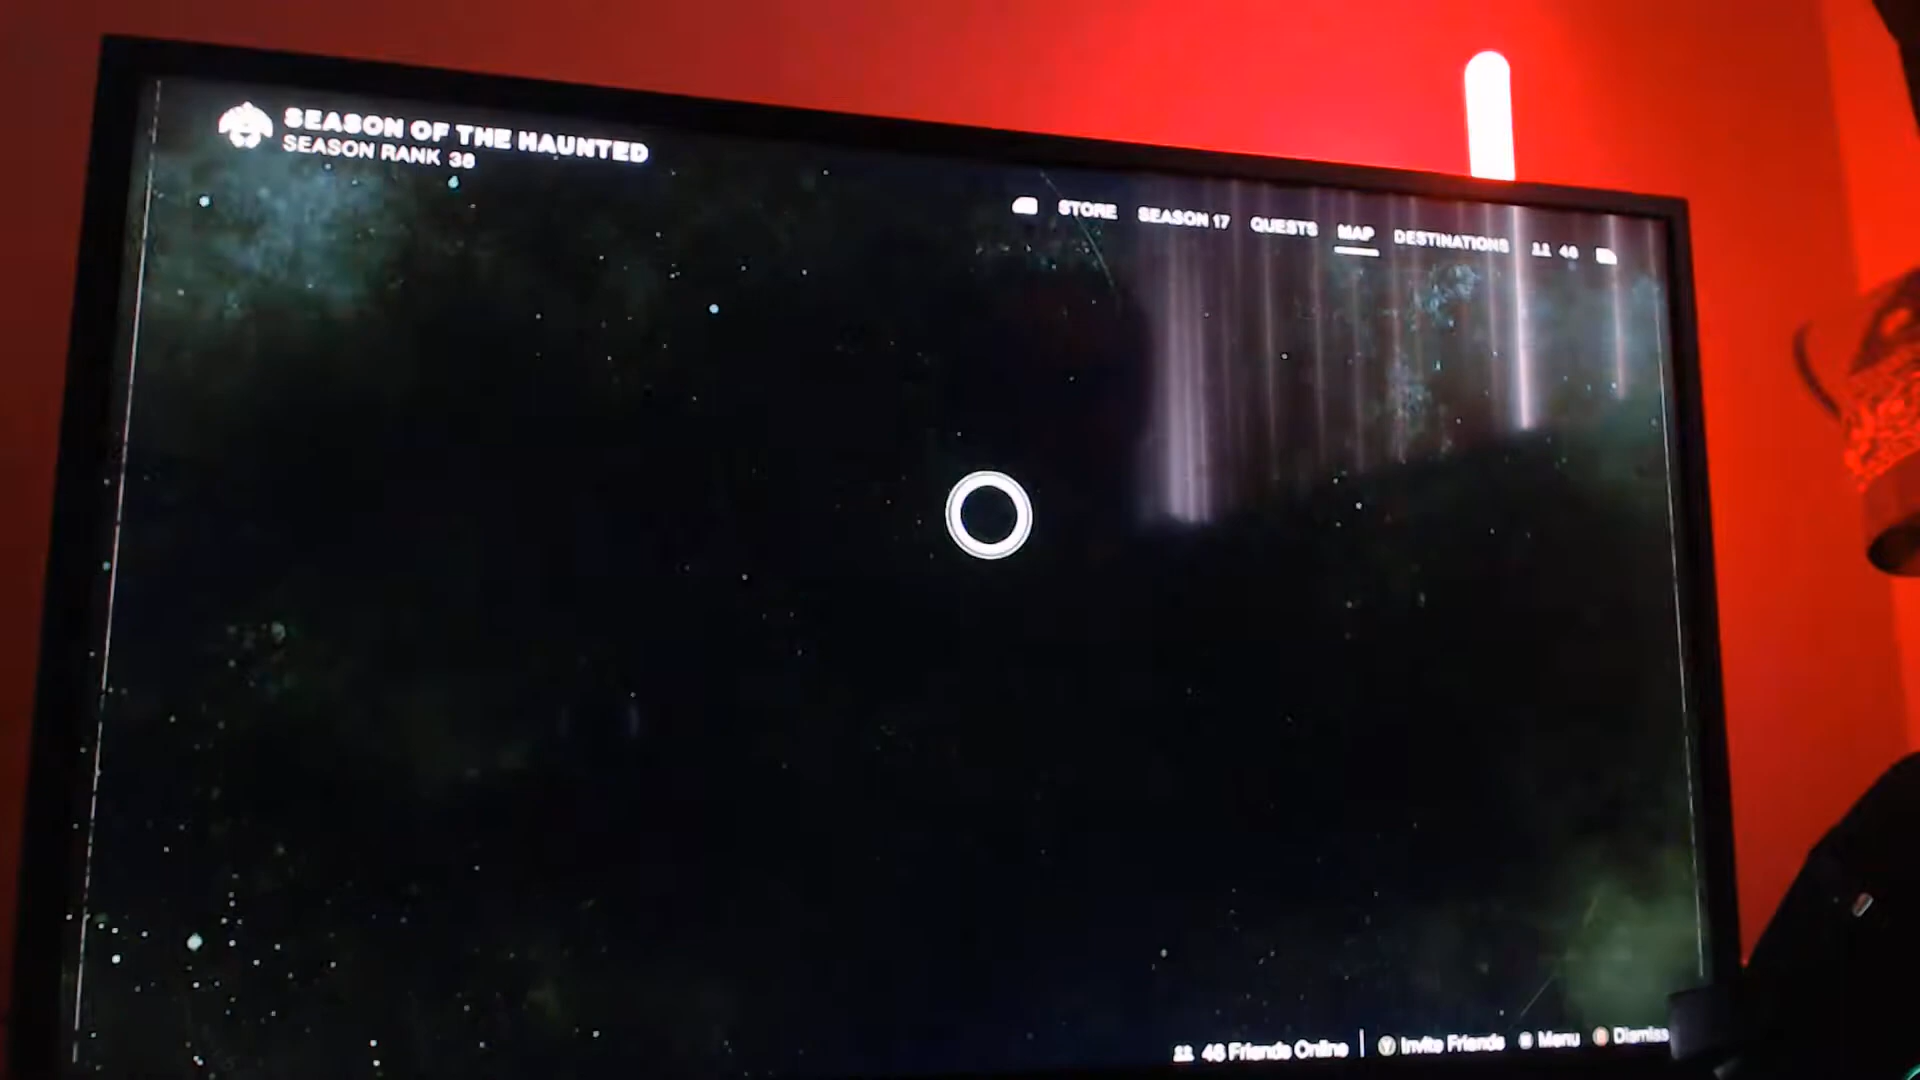 SEASON OF THE HAUNTED
SEASON RANK 38
STORE SEASON 17 QUESTS MAP DESTINATIONS 46
46 Friends Online Y Invite Friends Menu B Dismiss